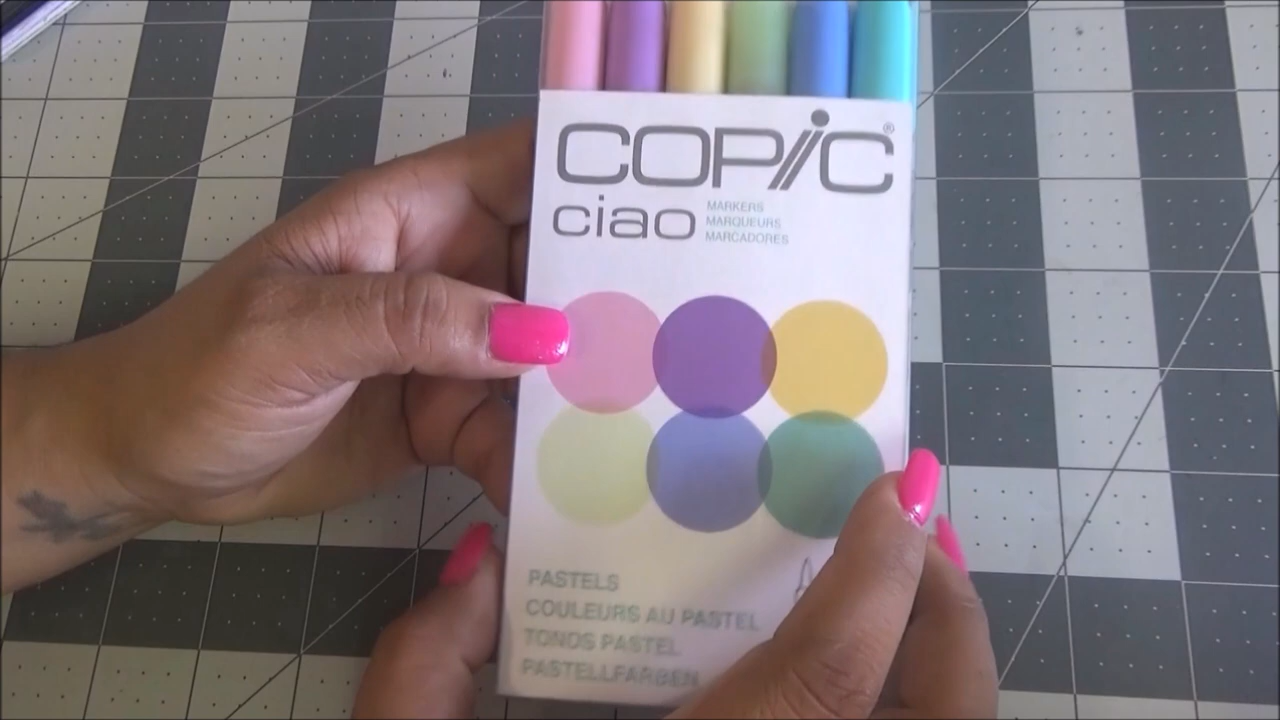 COPiC®
ciao
MARKERS
MARQUEURS
MARCADORES
PASTELS
COULEURS AU PASTEL
TONOS PASTEL
PASTELLFARBEN